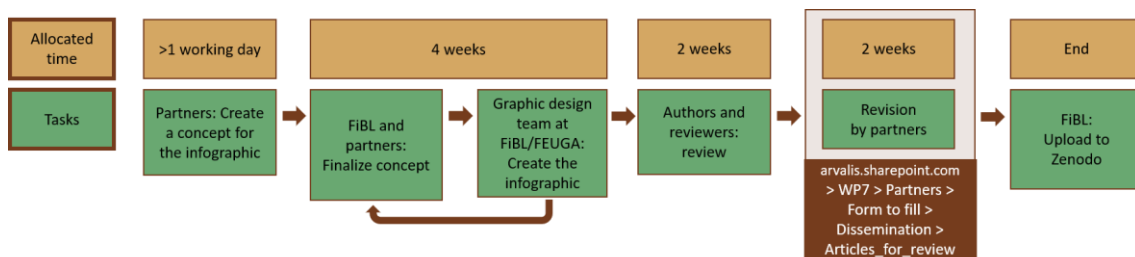 Allocated
time
>1 working day
4 weeks
2 weeks
2 weeks
End
Tasks
Partners: Create
a concept for
the infographic
FiBL and
partners:
Finalize concept
Graphic design
team at
FiBL/FEUGA:
Create the
infographic
Authors and
reviewers:
review
Revision
by partners
FiBL:
Upload to
Zenodo
arvalis.sharepoint.com
> WP7 > Partners >
Form to fill >
Dissemination >
Articles_for_review